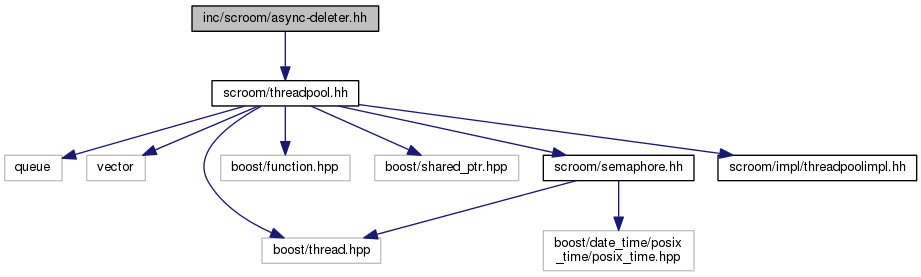 inc/scroom/async-deleter.hh
scroom/threadpool.hh
queue
vector
boost/function.hpp
boost/shared_ptr.hpp
scroom/semaphore.hh
scroom/impl/threadpoolimpl.hh
boost/thread.hpp
boost/date_time/posix
_time/posix_time.hpp